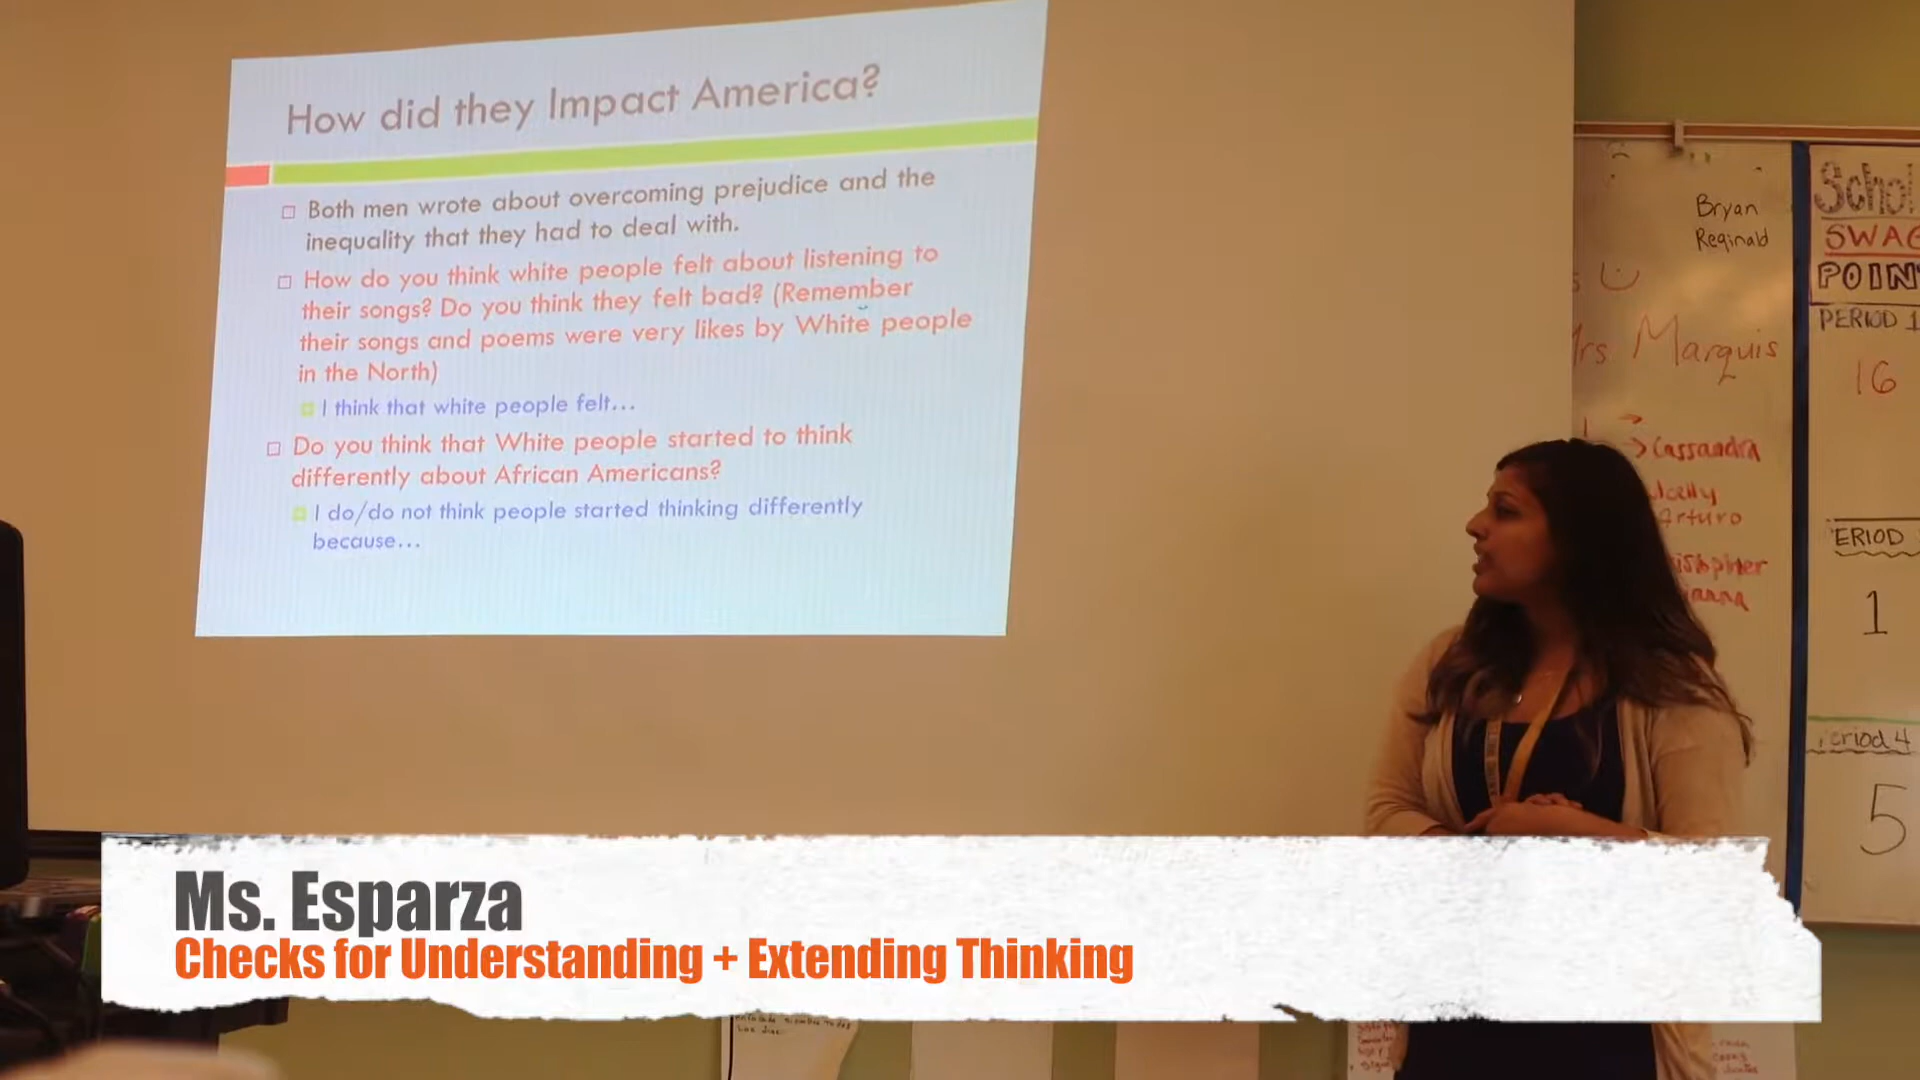 How did they Impact America?
Both men wrote about overcoming prejudice and the
inequality that they had to deal with.
How do you think white people felt about listening to
their songs? Do you think they felt bad? (Remember
their songs and poems were very likes by White people
in the North)
I think that white people felt...
Do you think that White people started to think
differently about African Americans?
I do/do not think people started thinking differently
because...
Bryan
Reginald
Mrs Marquis
Cassandra
Arturo
SWAG
POINT
PERIOD 1
16
ERIOD
1
Period 4
5
Ms. Esparza
Checks for Understanding + Extending Thinking